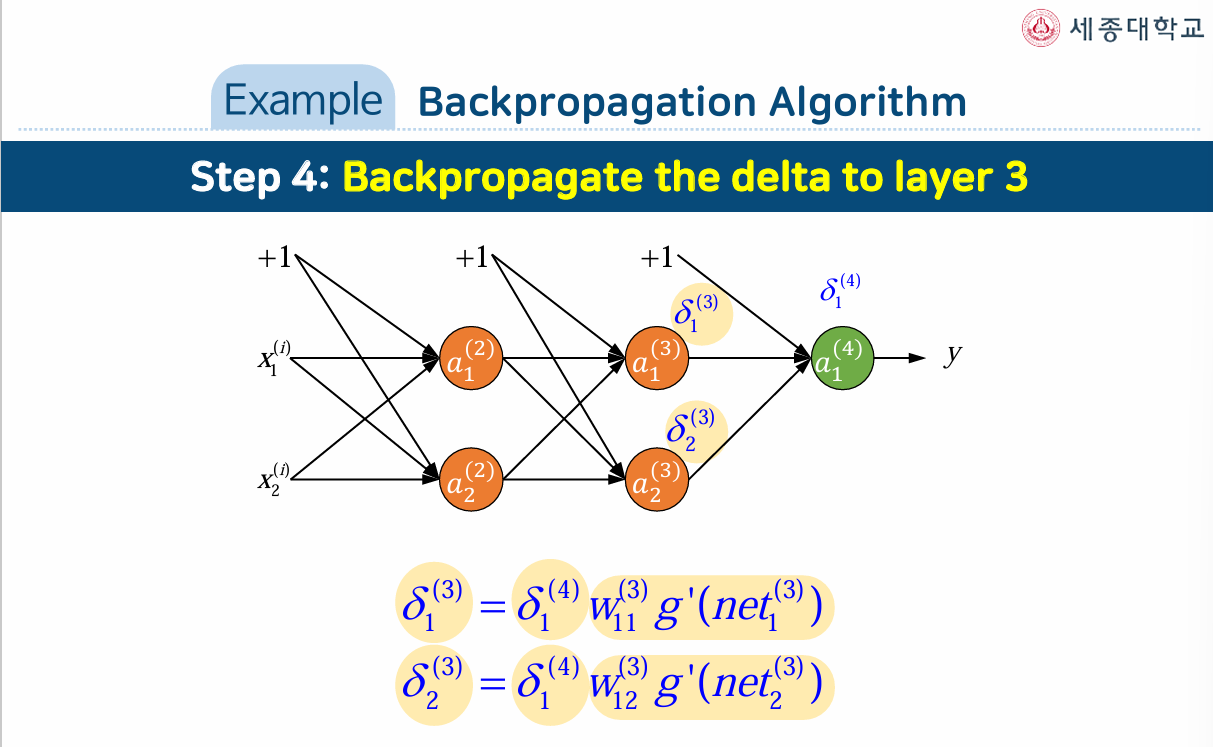 세종대학교
Example Backpropagation Algorithm
Step 4: Backpropagate the delta to layer 3
+1 +1 +1 δ₁⁽⁴⁾
δ₁⁽³⁾
x₁⁽ⁱ⁾ a₁⁽²⁾ a₁⁽³⁾ a₁⁽⁴⁾ y
δ₂⁽³⁾
x₂⁽ⁱ⁾ a₂⁽²⁾ a₂⁽³⁾
δ₁⁽³⁾ = δ₁⁽⁴⁾ w₁₁⁽³⁾ g'(net₁⁽³⁾)
δ₂⁽³⁾ = δ₁⁽⁴⁾ w₁₂⁽³⁾ g'(net₂⁽³⁾)